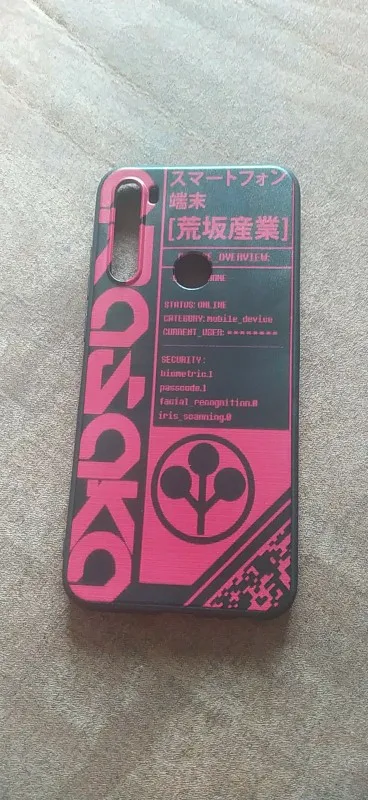 スマートフォン
端末
[荒坂産業]
_OVERVIEW:
STATUS: ONLINE
CATEGORY: mobile_device
CURRENT_USER: ********
SECURITY:
biometric.1
passcode.1
facial_recognition.0
iris_scanning.0
arasaka